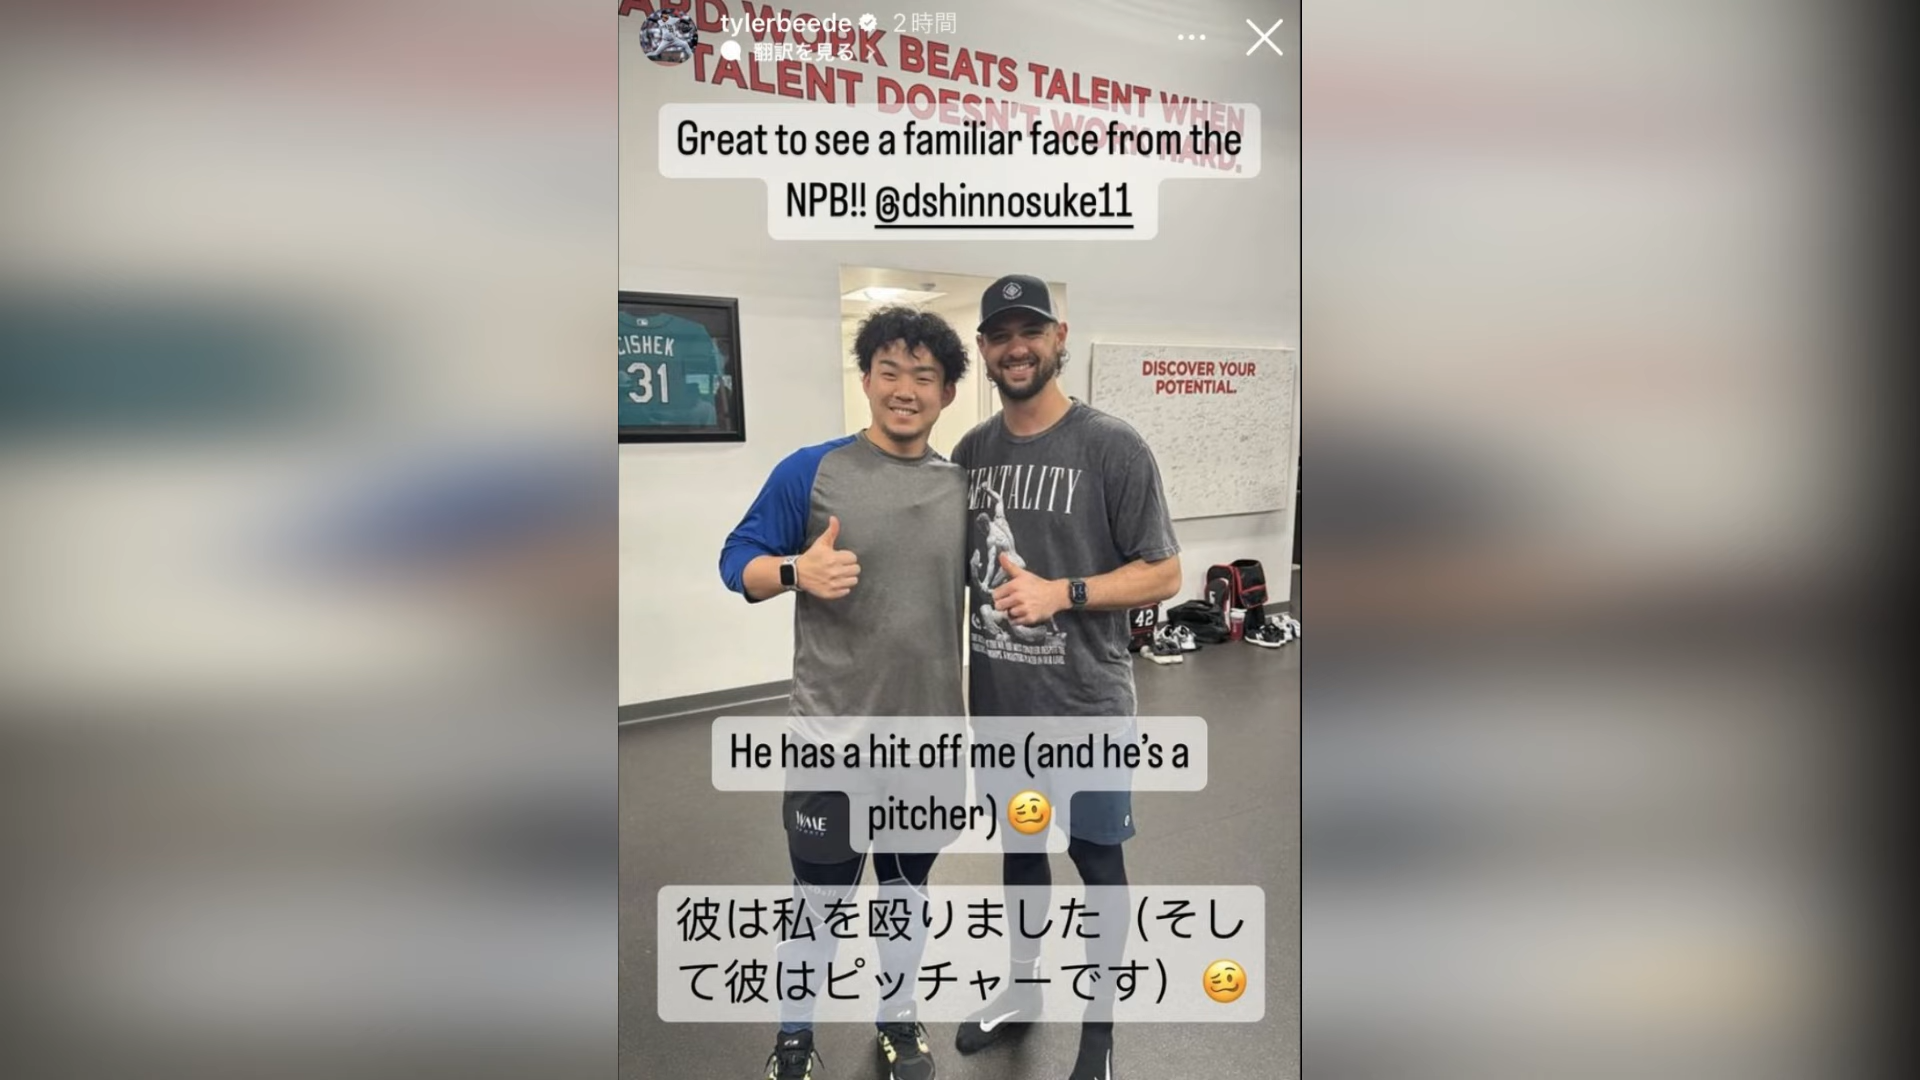 tylerbeede 2時間
翻訳を見る
HARD WORK BEATS TALENT WHEN
TALENT DOESN'T WORK HARD.
Great to see a familiar face from the
NPB!! @dshinnosuke11
CISHEK
31
DISCOVER YOUR
POTENTIAL.
MENTALITY
42
He has a hit off me (and he's a
pitcher) 🥴
WME
彼は私を殴りました（そし
て彼はピッチャーです）🥴